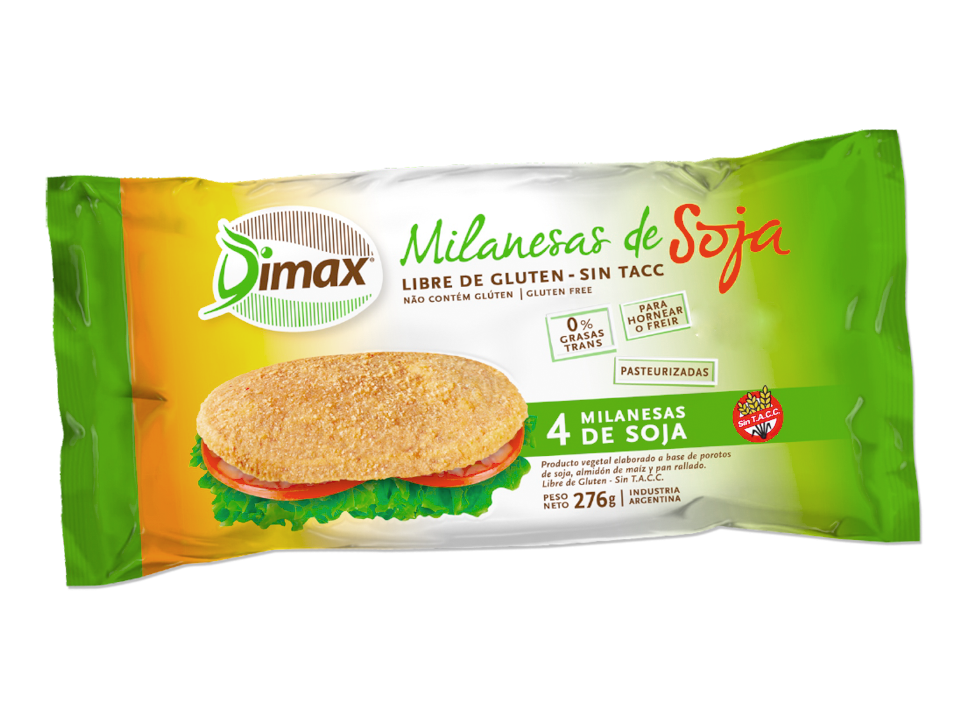 Dimax®
Milanesas de Soja
LIBRE DE GLUTEN - SIN TACC
NÃO CONTÉM GLÚTEN | GLUTEN FREE
0%
GRASAS
TRANS
PARA
HORNEAR
O FREIR
PASTEURIZADAS
4 MILANESAS
DE SOJA
Sin T.A.C.C.
Producto vegetal elaborado a base de porotos
de soja, almidón de maíz y pan rallado.
Libre de Gluten - Sin T.A.C.C.
PESO
NETO 276g | INDUSTRIA
ARGENTINA